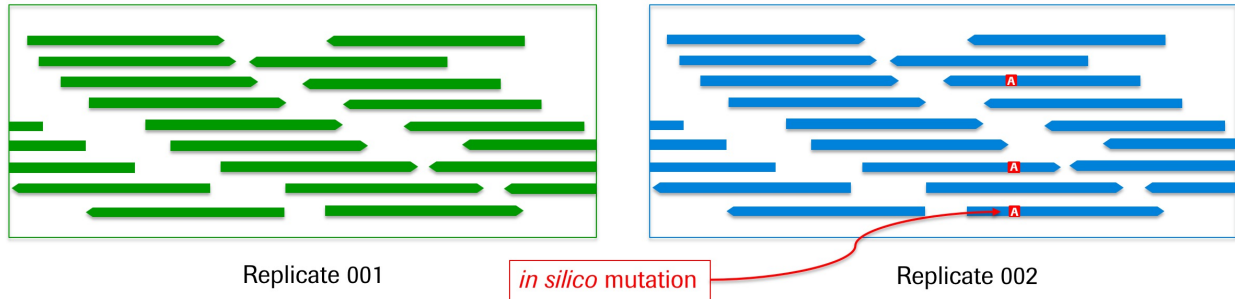 A
A
A
Replicate 001
in silico mutation
Replicate 002